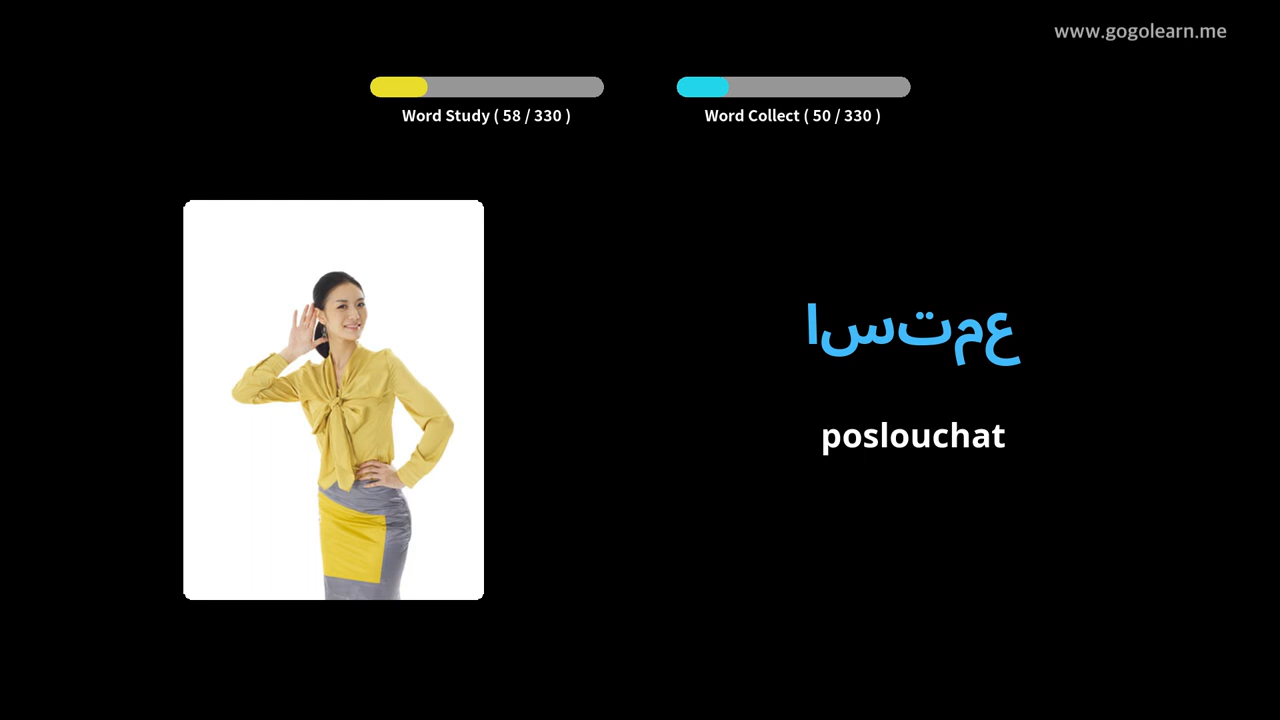 www.gogolearn.me
Word Study ( 58 / 330 )
Word Collect ( 50 / 330 )
استمع
poslouchat